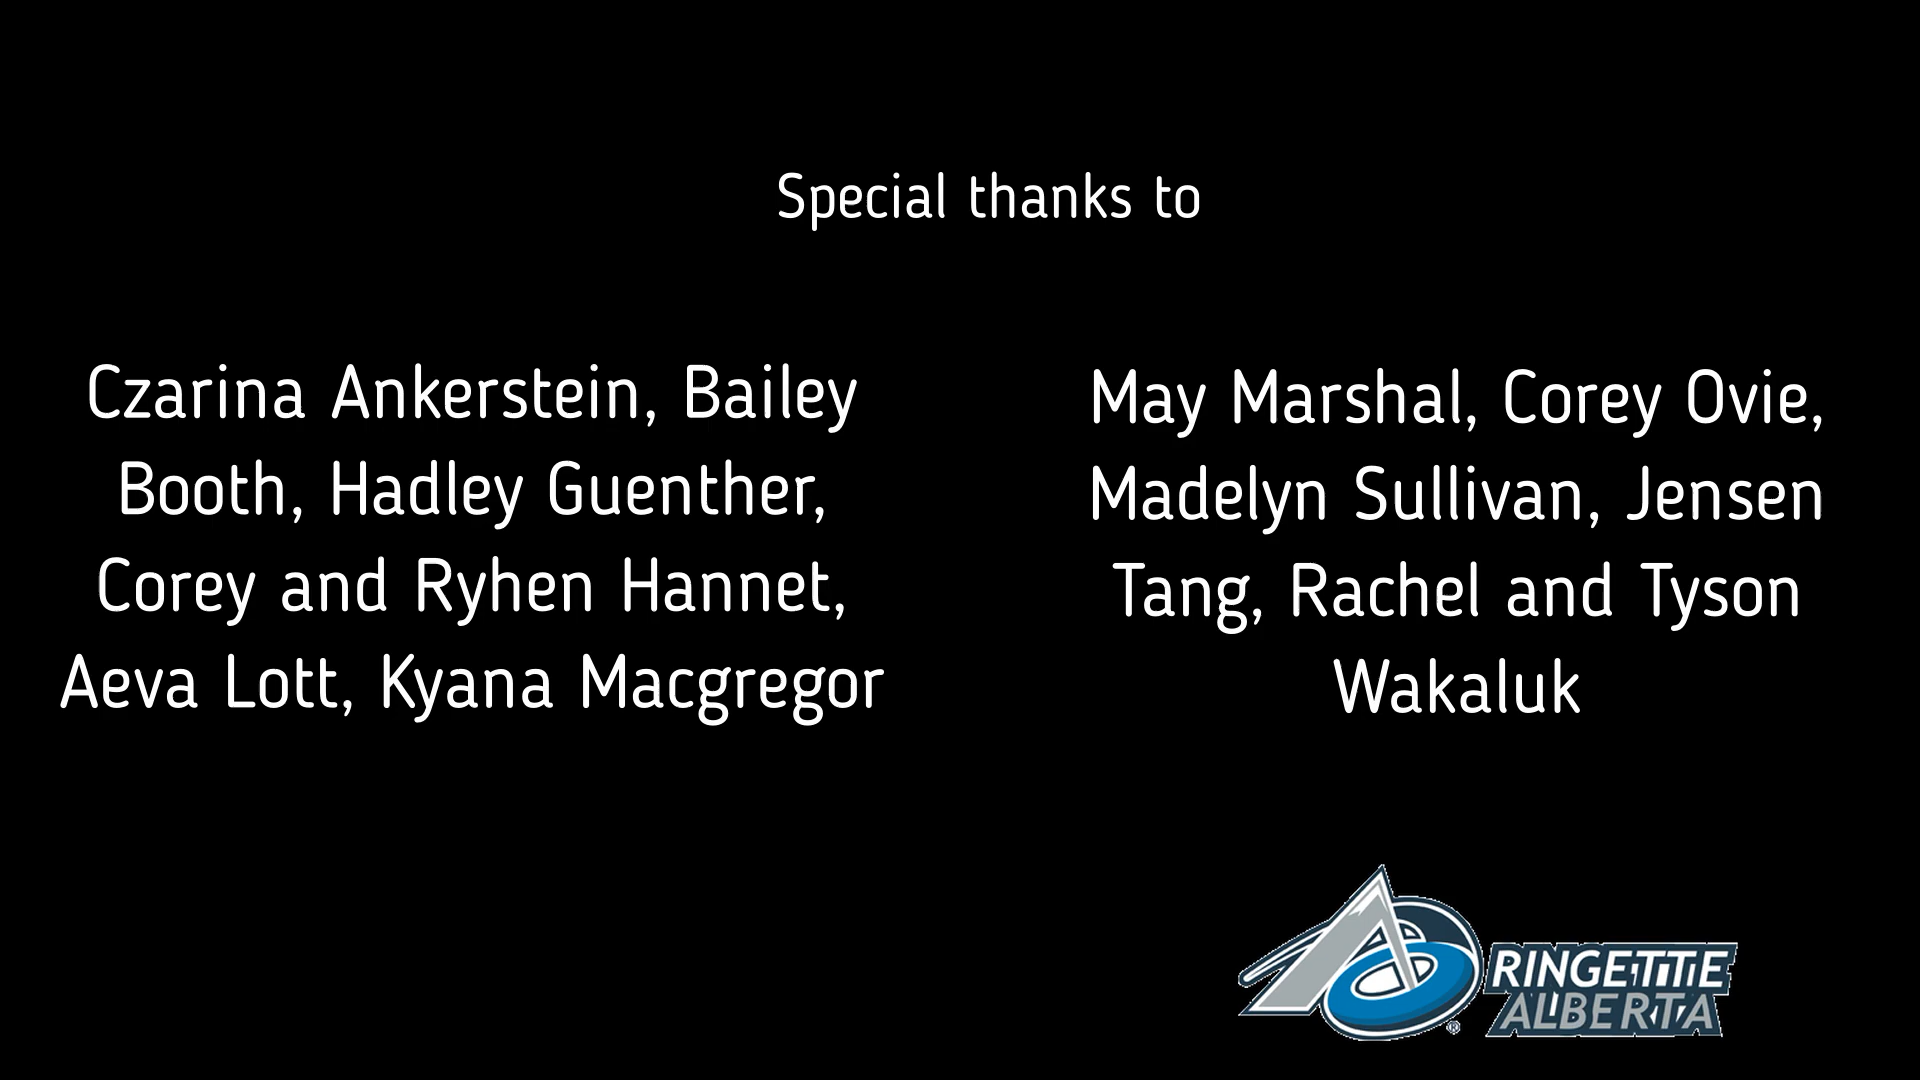 Special thanks to
Czarina Ankerstein, Bailey
Booth, Hadley Guenther,
Corey and Ryhen Hannet,
Aeva Lott, Kyana Macgregor
May Marshal, Corey Ovie,
Madelyn Sullivan, Jensen
Tang, Rachel and Tyson
Wakaluk
RINGETTE
ALBERTA
®